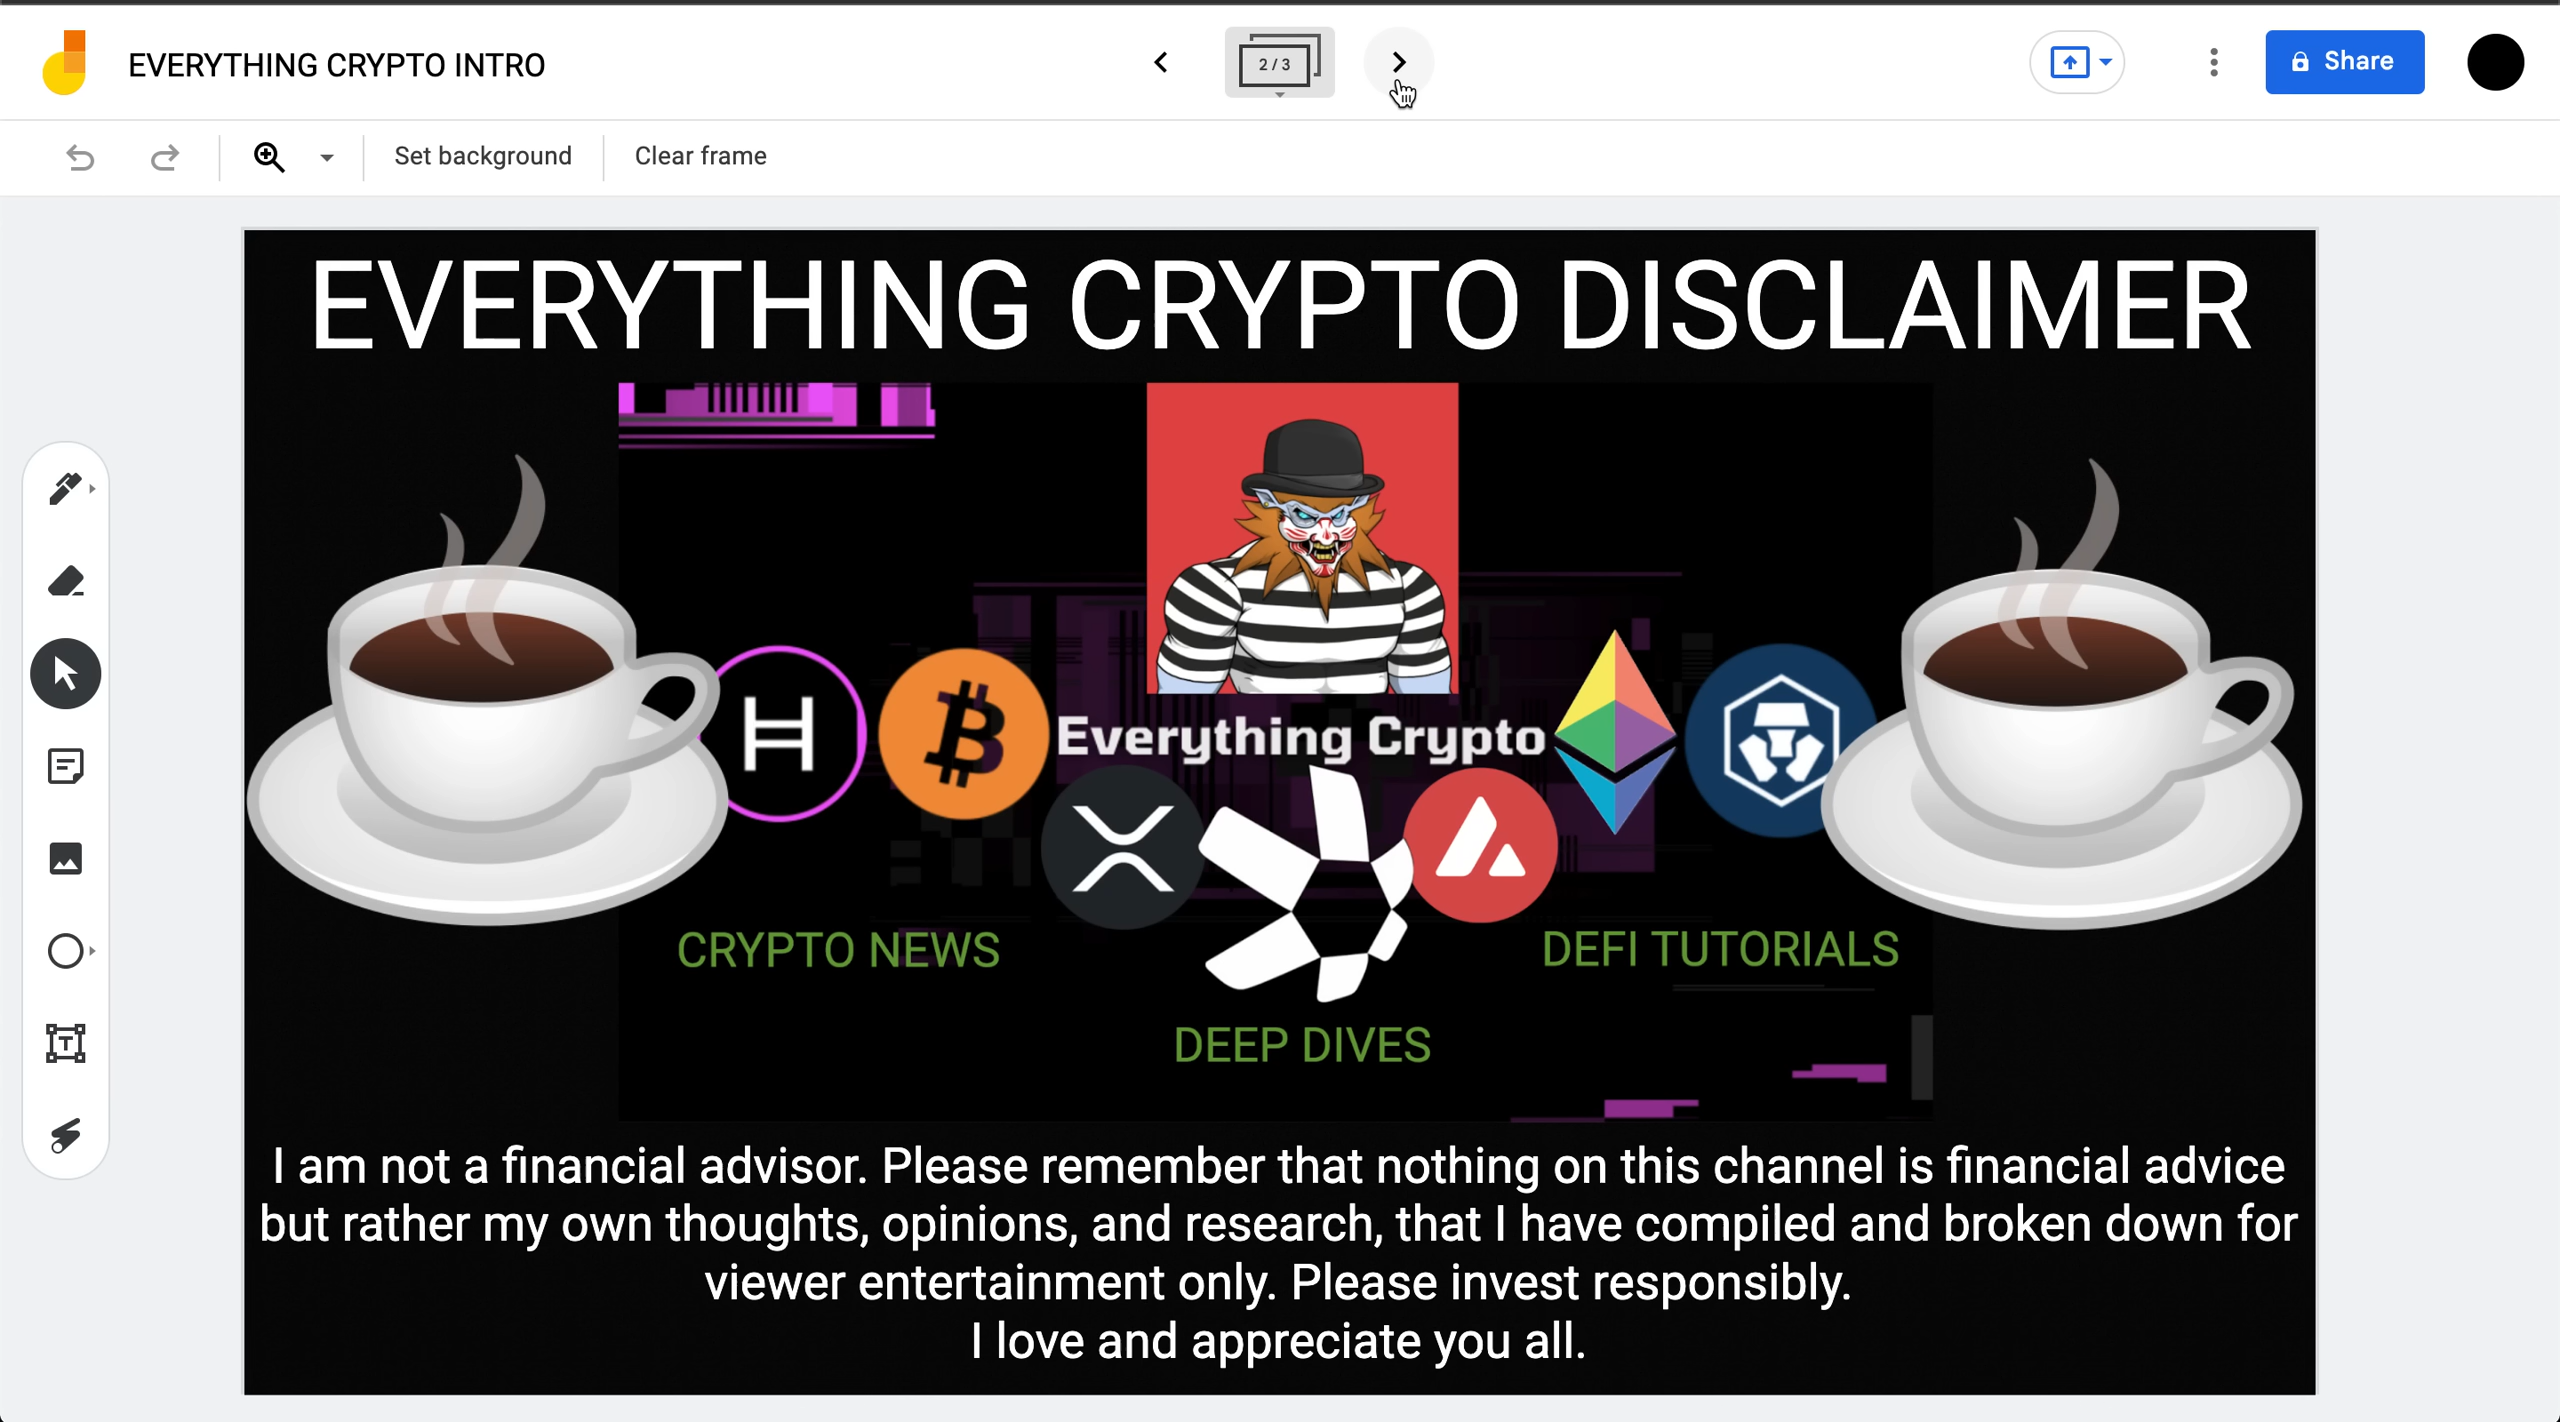 EVERYTHING CRYPTO INTRO
2 / 3
Share
Set background
Clear frame
EVERYTHING CRYPTO DISCLAIMER
Everything Crypto
CRYPTO NEWS
DEFI TUTORIALS
DEEP DIVES
I am not a financial advisor. Please remember that nothing on this channel is financial advice
but rather my own thoughts, opinions, and research, that I have compiled and broken down for
viewer entertainment only. Please invest responsibly.
I love and appreciate you all.